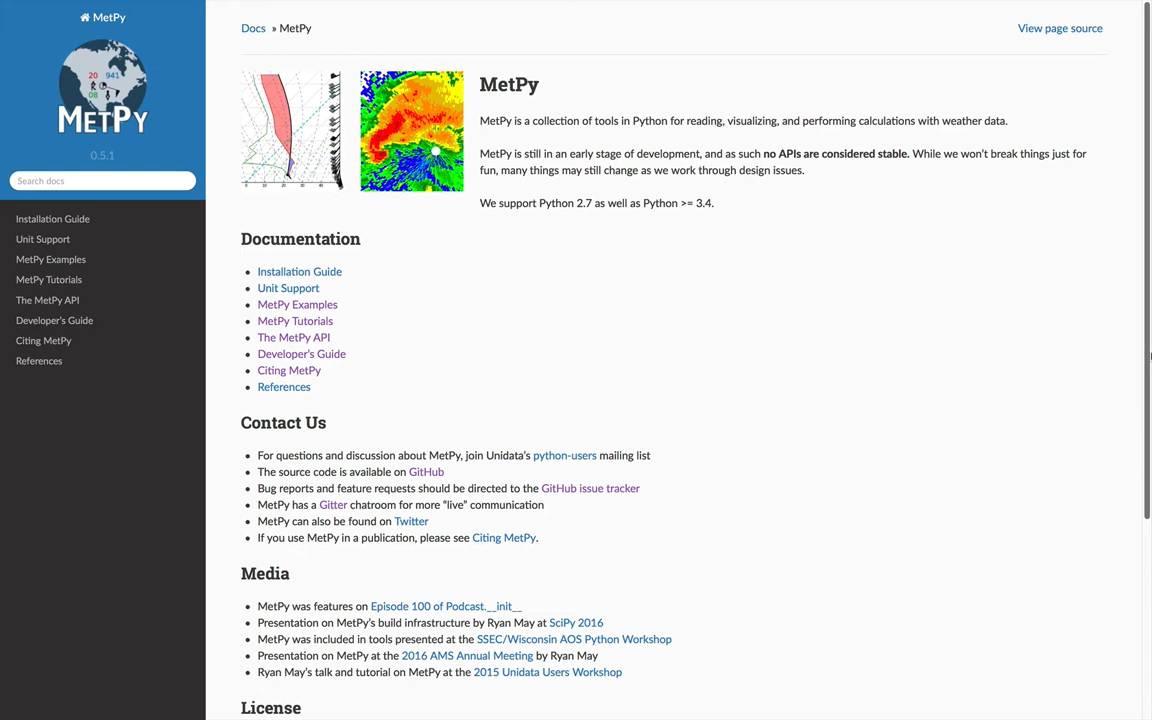 MetPy
20 941
08
METPY
0.5.1
Search docs
Installation Guide
Unit Support
MetPy Examples
MetPy Tutorials
The MetPy API
Developer's Guide
Citing MetPy
References
Docs » MetPy
View page source
MetPy
MetPy is a collection of tools in Python for reading, visualizing, and performing calculations with weather data.
MetPy is still in an early stage of development, and as such no APIs are considered stable. While we won't break things just for
fun, many things may still change as we work through design issues.
We support Python 2.7 as well as Python >= 3.4.
Documentation
• Installation Guide
• Unit Support
• MetPy Examples
• MetPy Tutorials
• The MetPy API
• Developer's Guide
• Citing MetPy
• References
Contact Us
• For questions and discussion about MetPy, join Unidata's python-users mailing list
• The source code is available on GitHub
• Bug reports and feature requests should be directed to the GitHub issue tracker
• MetPy has a Gitter chatroom for more “live” communication
• MetPy can also be found on Twitter
• If you use MetPy in a publication, please see Citing MetPy.
Media
• MetPy was features on Episode 100 of Podcast.__init__
• Presentation on MetPy's build infrastructure by Ryan May at SciPy 2016
• MetPy was included in tools presented at the SSEC/Wisconsin AOS Python Workshop
• Presentation on MetPy at the 2016 AMS Annual Meeting by Ryan May
• Ryan May's talk and tutorial on MetPy at the 2015 Unidata Users Workshop
License